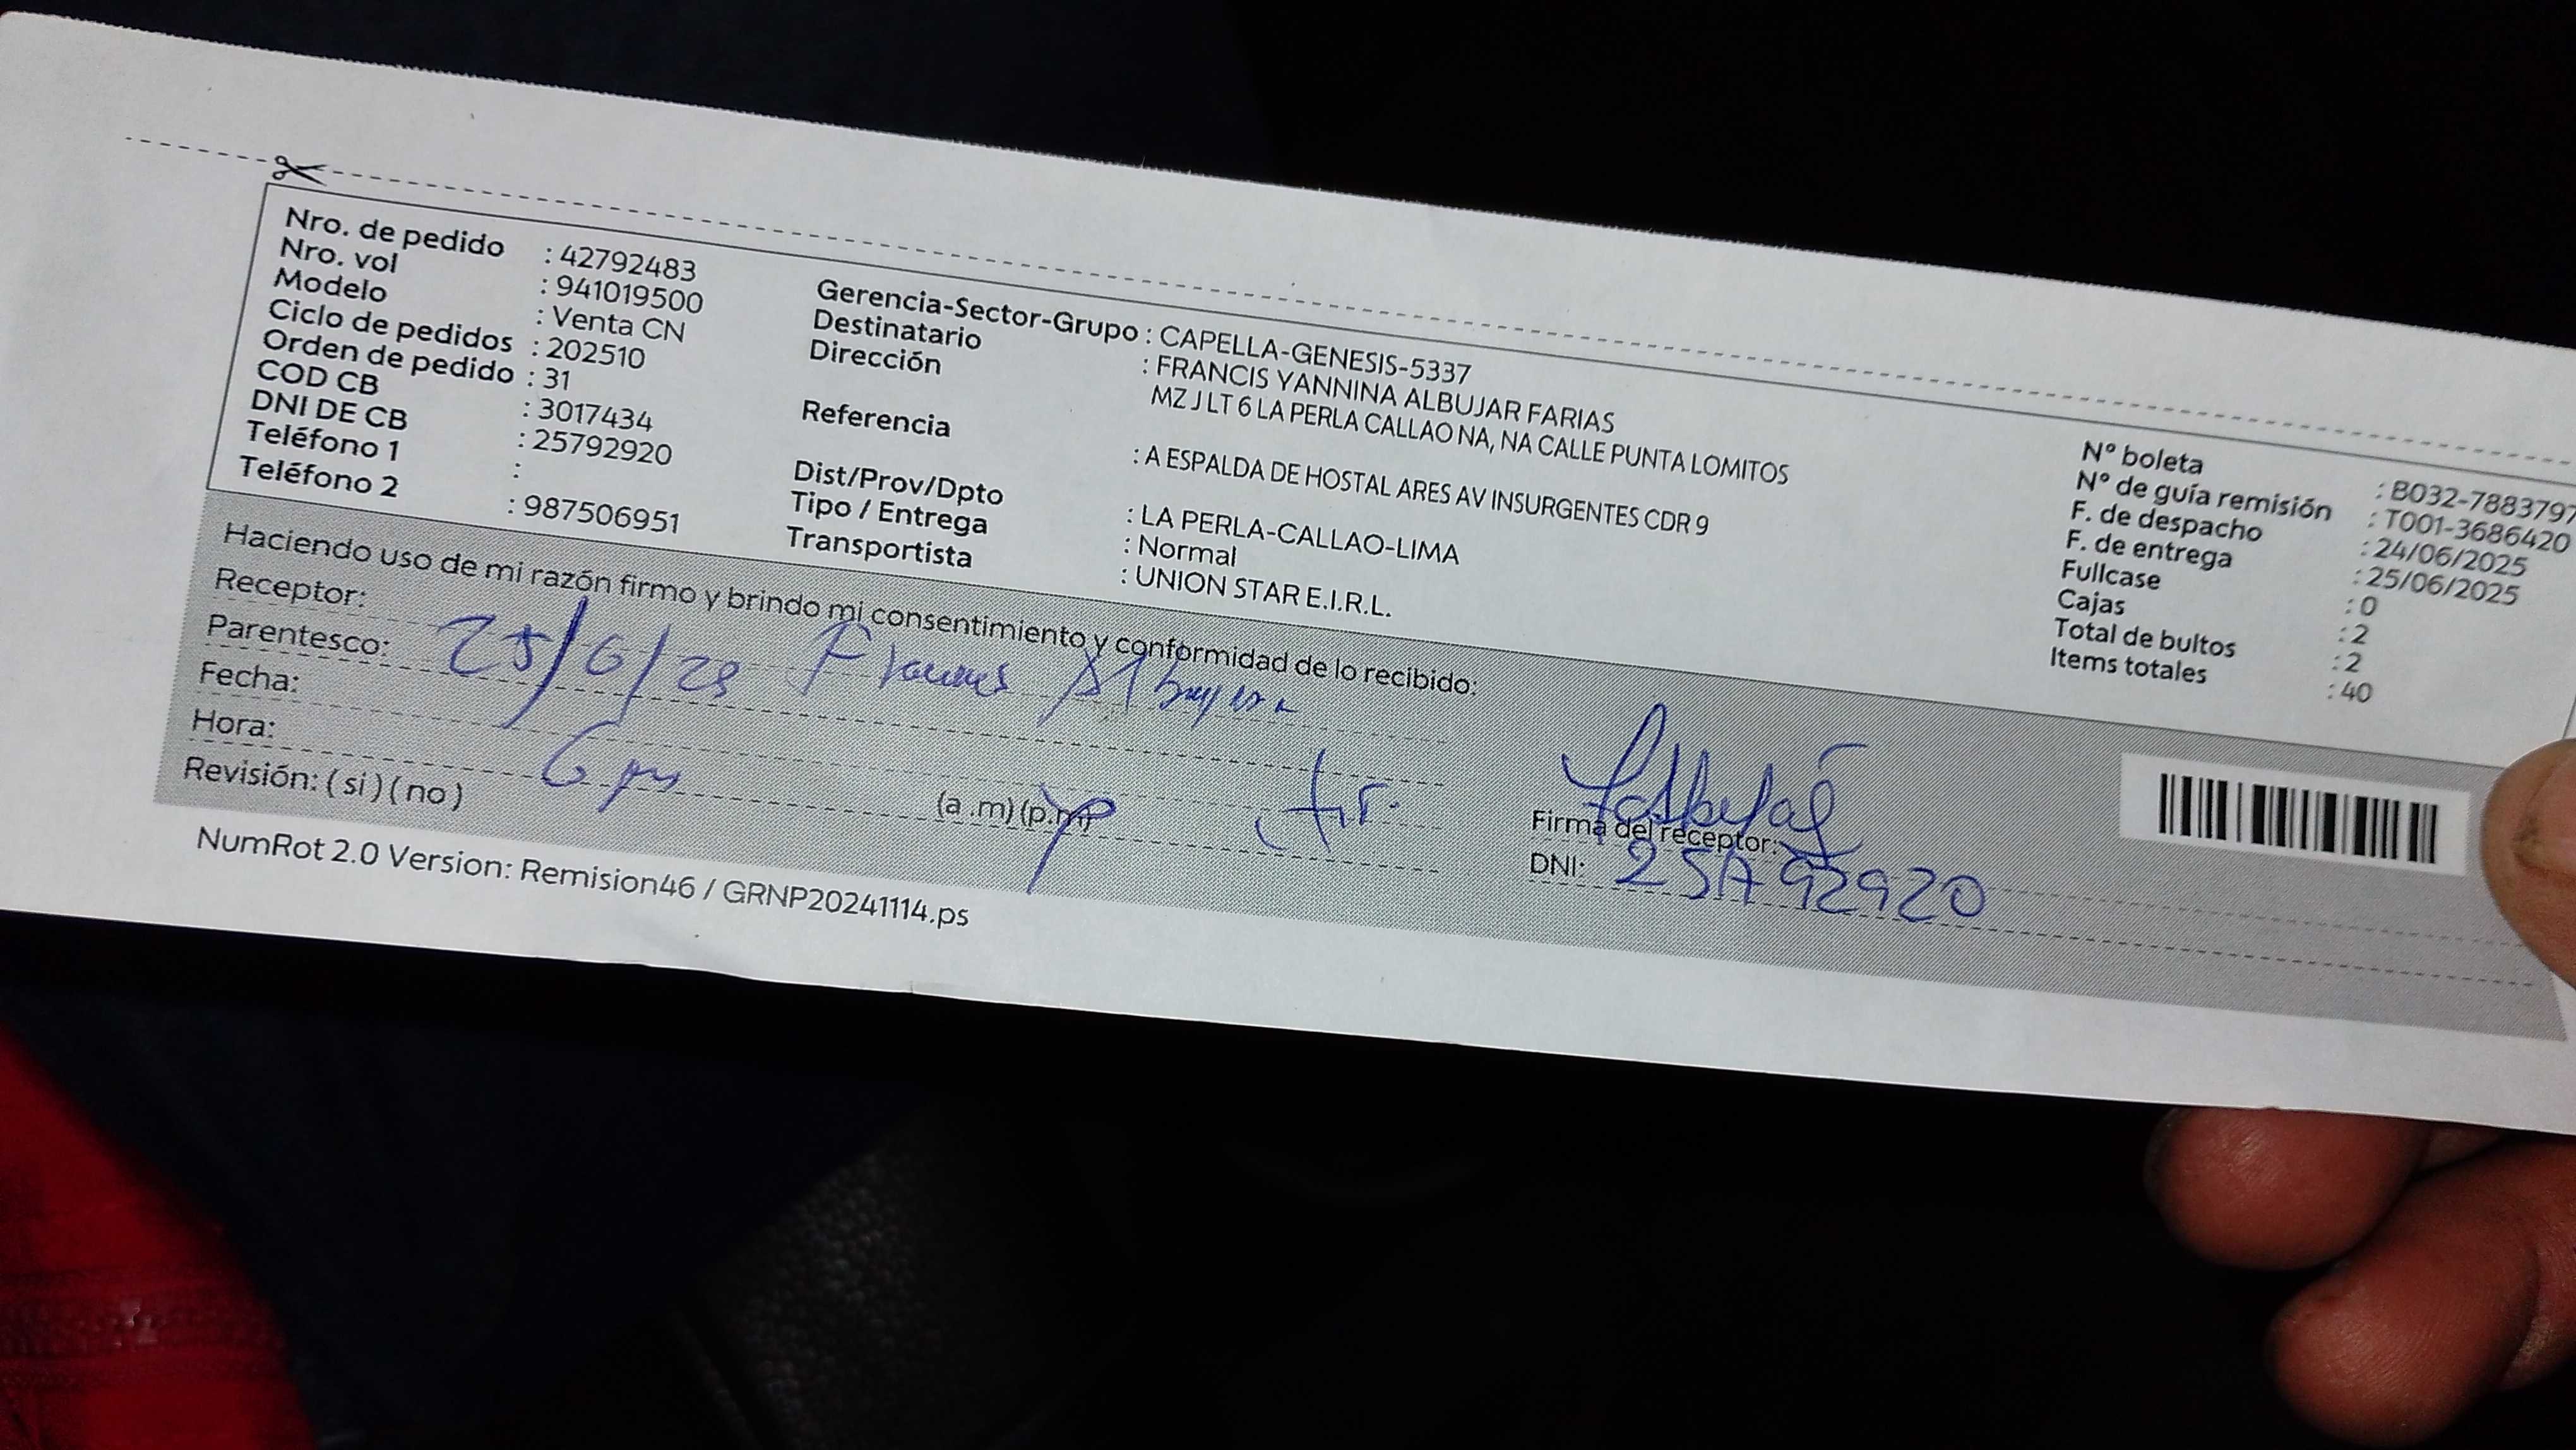 Nro. de pedido : 42792483
Nro. vol : 941019500
Modelo : Venta CN
Ciclo de pedidos : 202510
Orden de pedido : 31
COD CB : 3017434
DNI DE CB : 25792920
Teléfono 1 :
Teléfono 2 : 987506951
Gerencia-Sector-Grupo : CAPELLA-GENESIS-5337
Destinatario : FRANCIS YANNINA ALBUJAR FARIAS
Dirección MZ J LT 6 LA PERLA CALLAO NA, NA CALLE PUNTA LOMITOS
Referencia : A ESPALDA DE HOSTAL ARES AV INSURGENTES CDR 9
Dist/Prov/Dpto : LA PERLA-CALLAO-LIMA
Tipo / Entrega : Normal
Transportista : UNION STAR E.I.R.L.
N° boleta : B032-7883797
N° de guía remisión : T001-3686420
F. de despacho : 24/06/2025
F. de entrega : 25/06/2025
Fullcase : 0
Cajas : 2
Total de bultos : 2
Items totales : 40
Haciendo uso de mi razón firmo y brindo mi consentimiento y conformidad de lo recibido:
Receptor:
Parentesco: 25/6/25
Fecha:
Hora: 6 pm (a .m) (p.m)
Revisión: ( si ) ( no )
Firma del receptor:
DNI: 25792920
NumRot 2.0 Version: Remision46 / GRNP20241114.ps